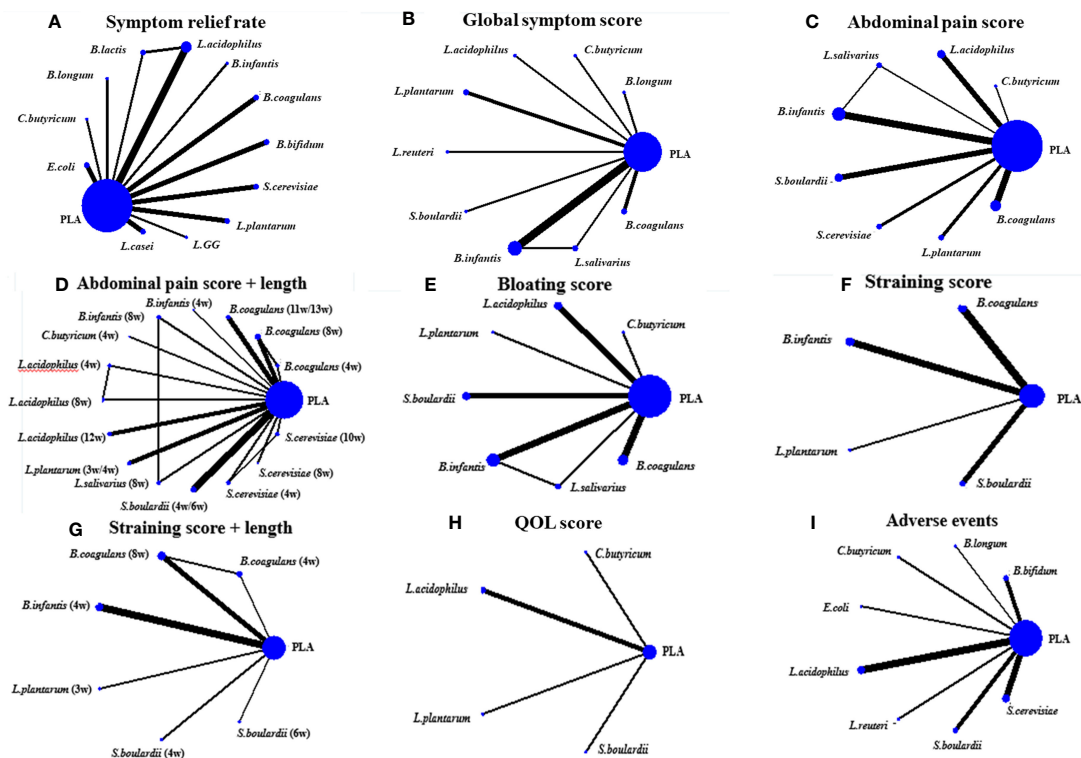 A Symptom relief rate
L.acidophilus
B.lactis
B.infantis
B.longum
B.coagulans
C.butyricum
B.bifidum
E.coli
S.cerevisiae
PLA
L.plantarum
L.casei
L.GG
B Global symptom score
L.acidophilus
C.butyricum
B.longum
L.plantarum
L.reuteri
PLA
S.boulardii
B.coagulans
B.infantis
L.salivarius
C Abdominal pain score
L.acidophilus
L.salivarius
C.butyricum
B.infantis
PLA
S.boulardii -
B.coagulans
S.cerevisiae
L.plantarum
D Abdominal pain score + length
B.infantis (4w)
B.coagulans (11w/13w)
B.infantis (8w)
B.coagulans (8w)
C.butyricum (4w)
L.acidophilus (4w)
B.coagulans (4w)
L.acidophilus (8w)
PLA
L.acidophilus (12w)
S.cerevisiae (10w)
L.plantarum (3w/4w)
S.cerevisiae (8w)
L.salivarius (8w)
S.cerevisiae (4w)
S.boulardii (4w/6w)
E Bloating score
L.acidophilus
L.plantarum
C.butyricum
S.boulardii
PLA
B.infantis
B.coagulans
L.salivarius
F Straining score
B.coagulans
B.infantis
PLA
L.plantarum
S.boulardii
G Straining score + length
B.coagulans (8w)
B.coagulans (4w)
B.infantis (4w)
PLA
L.plantarum (3w)
S.boulardii (6w)
S.boulardii (4w)
H QOL score
C.butyricum
L.acidophilus
PLA
L.plantarum
S.boulardii
I Adverse events
B.longum
C.butyricum
B.bifidum
E.coli
PLA
L.acidophilus
S.cerevisiae
L.reuteri -
S.boulardii